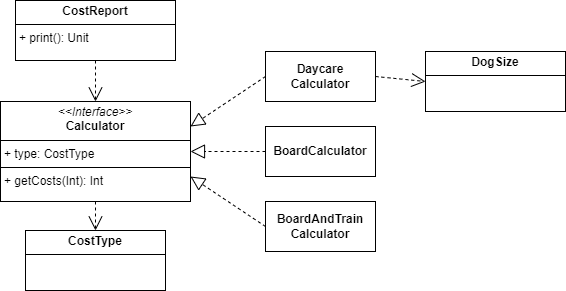 CostReport
+ print(): Unit
<<Interface>>
Calculator
+ type: CostType
+ getCosts(Int): Int
CostType
Daycare
Calculator
BoardCalculator
BoardAndTrain
Calculator
DogSize